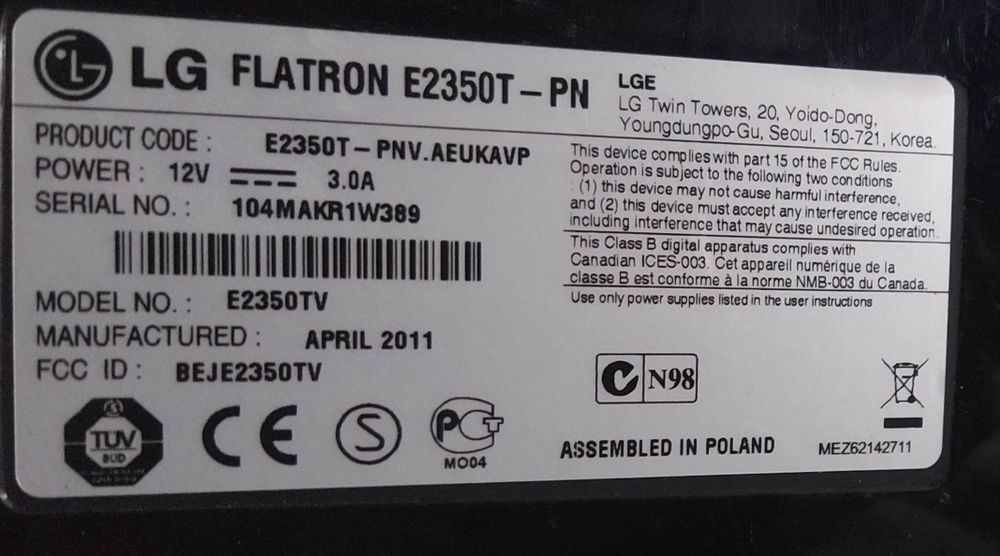 LG FLATRON E2350T-PN
LGE
LG Twin Towers, 20, Yoido-Dong,
Youngdungpo-Gu, Seoul, 150-721, Korea.
PRODUCT CODE : E2350T-PNV.AEUKAVP
POWER : 12V 3.0A
SERIAL NO. : 104MAKR1W389
MODEL NO. : E2350TV
MANUFACTURED : APRIL 2011
FCC ID : BEJE2350TV
This device complies with part 15 of the FCC Rules.
Operation is subject to the following two conditions
: (1) this device may not cause harmful interference,
and (2) this device must accept any interference received,
including interference that may cause undesired operation.
This Class B digital apparatus complies with
Canadian ICES-003. Cet appareil numérique de la
classe B est conforme à la norme NMB-003 du Canada.
Use only power supplies listed in the user instructions
N98
TUV
SUD
CE
S
PCT
MO04
ASSEMBLED IN POLAND
MEZ62142711